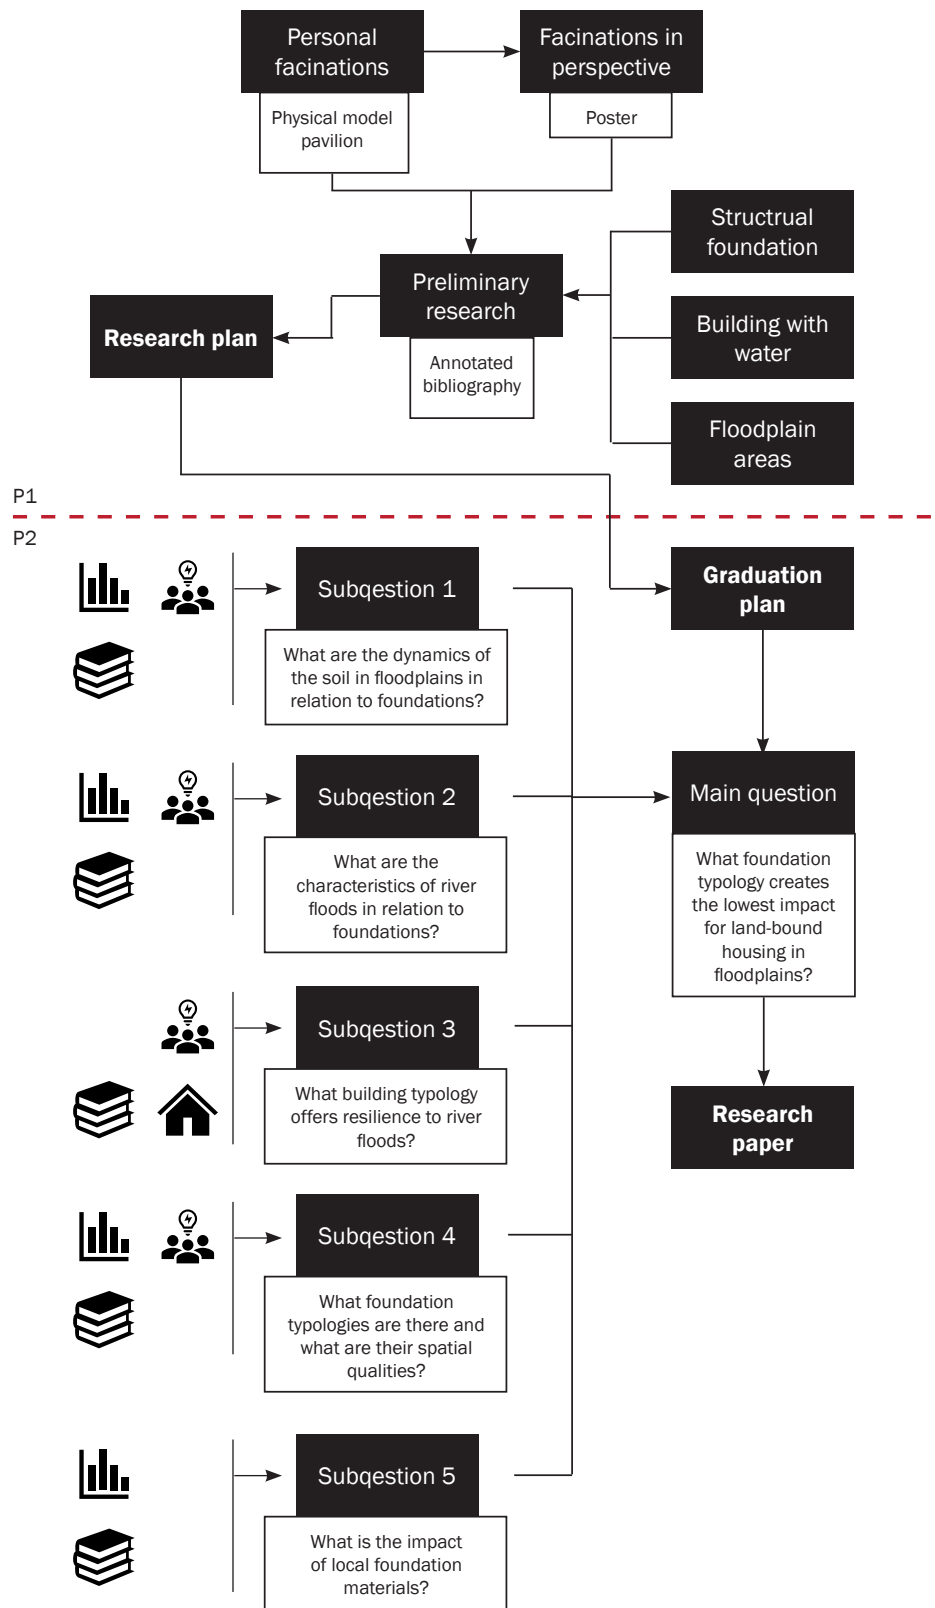 Personal
facinations
Facinations in
perspective
Physical model
pavilion
Poster
Structrual
foundation
Preliminary
research
Building with
water
Research plan
Annotated
bibliography
Floodplain
areas
P1
P2
Subqestion 1
What are the dynamics of
the soil in floodplains in
relation to foundations?
Graduation
plan
Subqestion 2
What are the
characteristics of river
floods in relation to
foundations?
Main question
What foundation
typology creates
the lowest impact
for land-bound
housing in
floodplains?
Subqestion 3
What building typology
offers resilience to river
floods?
Research
paper
Subqestion 4
What foundation
typologies are there and
what are their spatial
qualities?
Subqestion 5
What is the impact
of local foundation
materials?